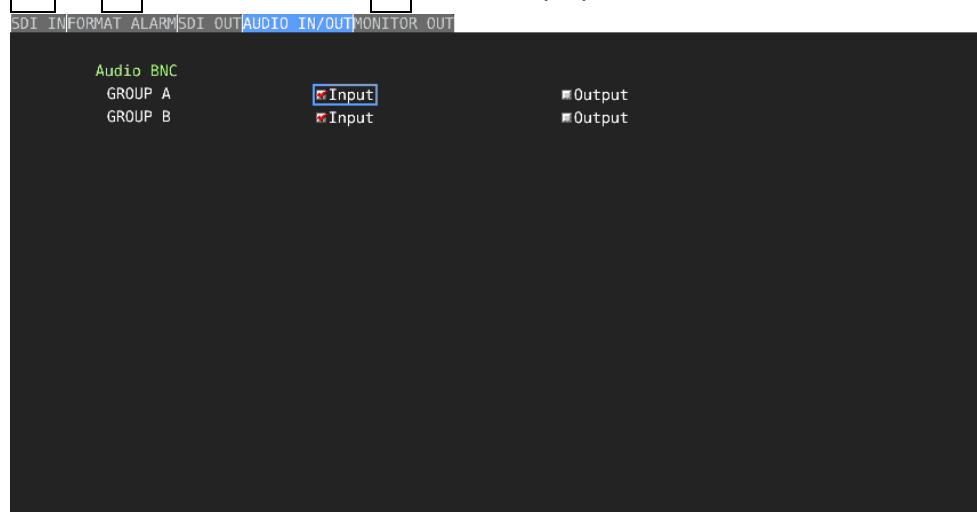 SDI IN FORMAT ALARM SDI OUT AUDIO IN/OUT MONITOR OUT
Audio BNC
GROUP A Input Output
GROUP B Input Output